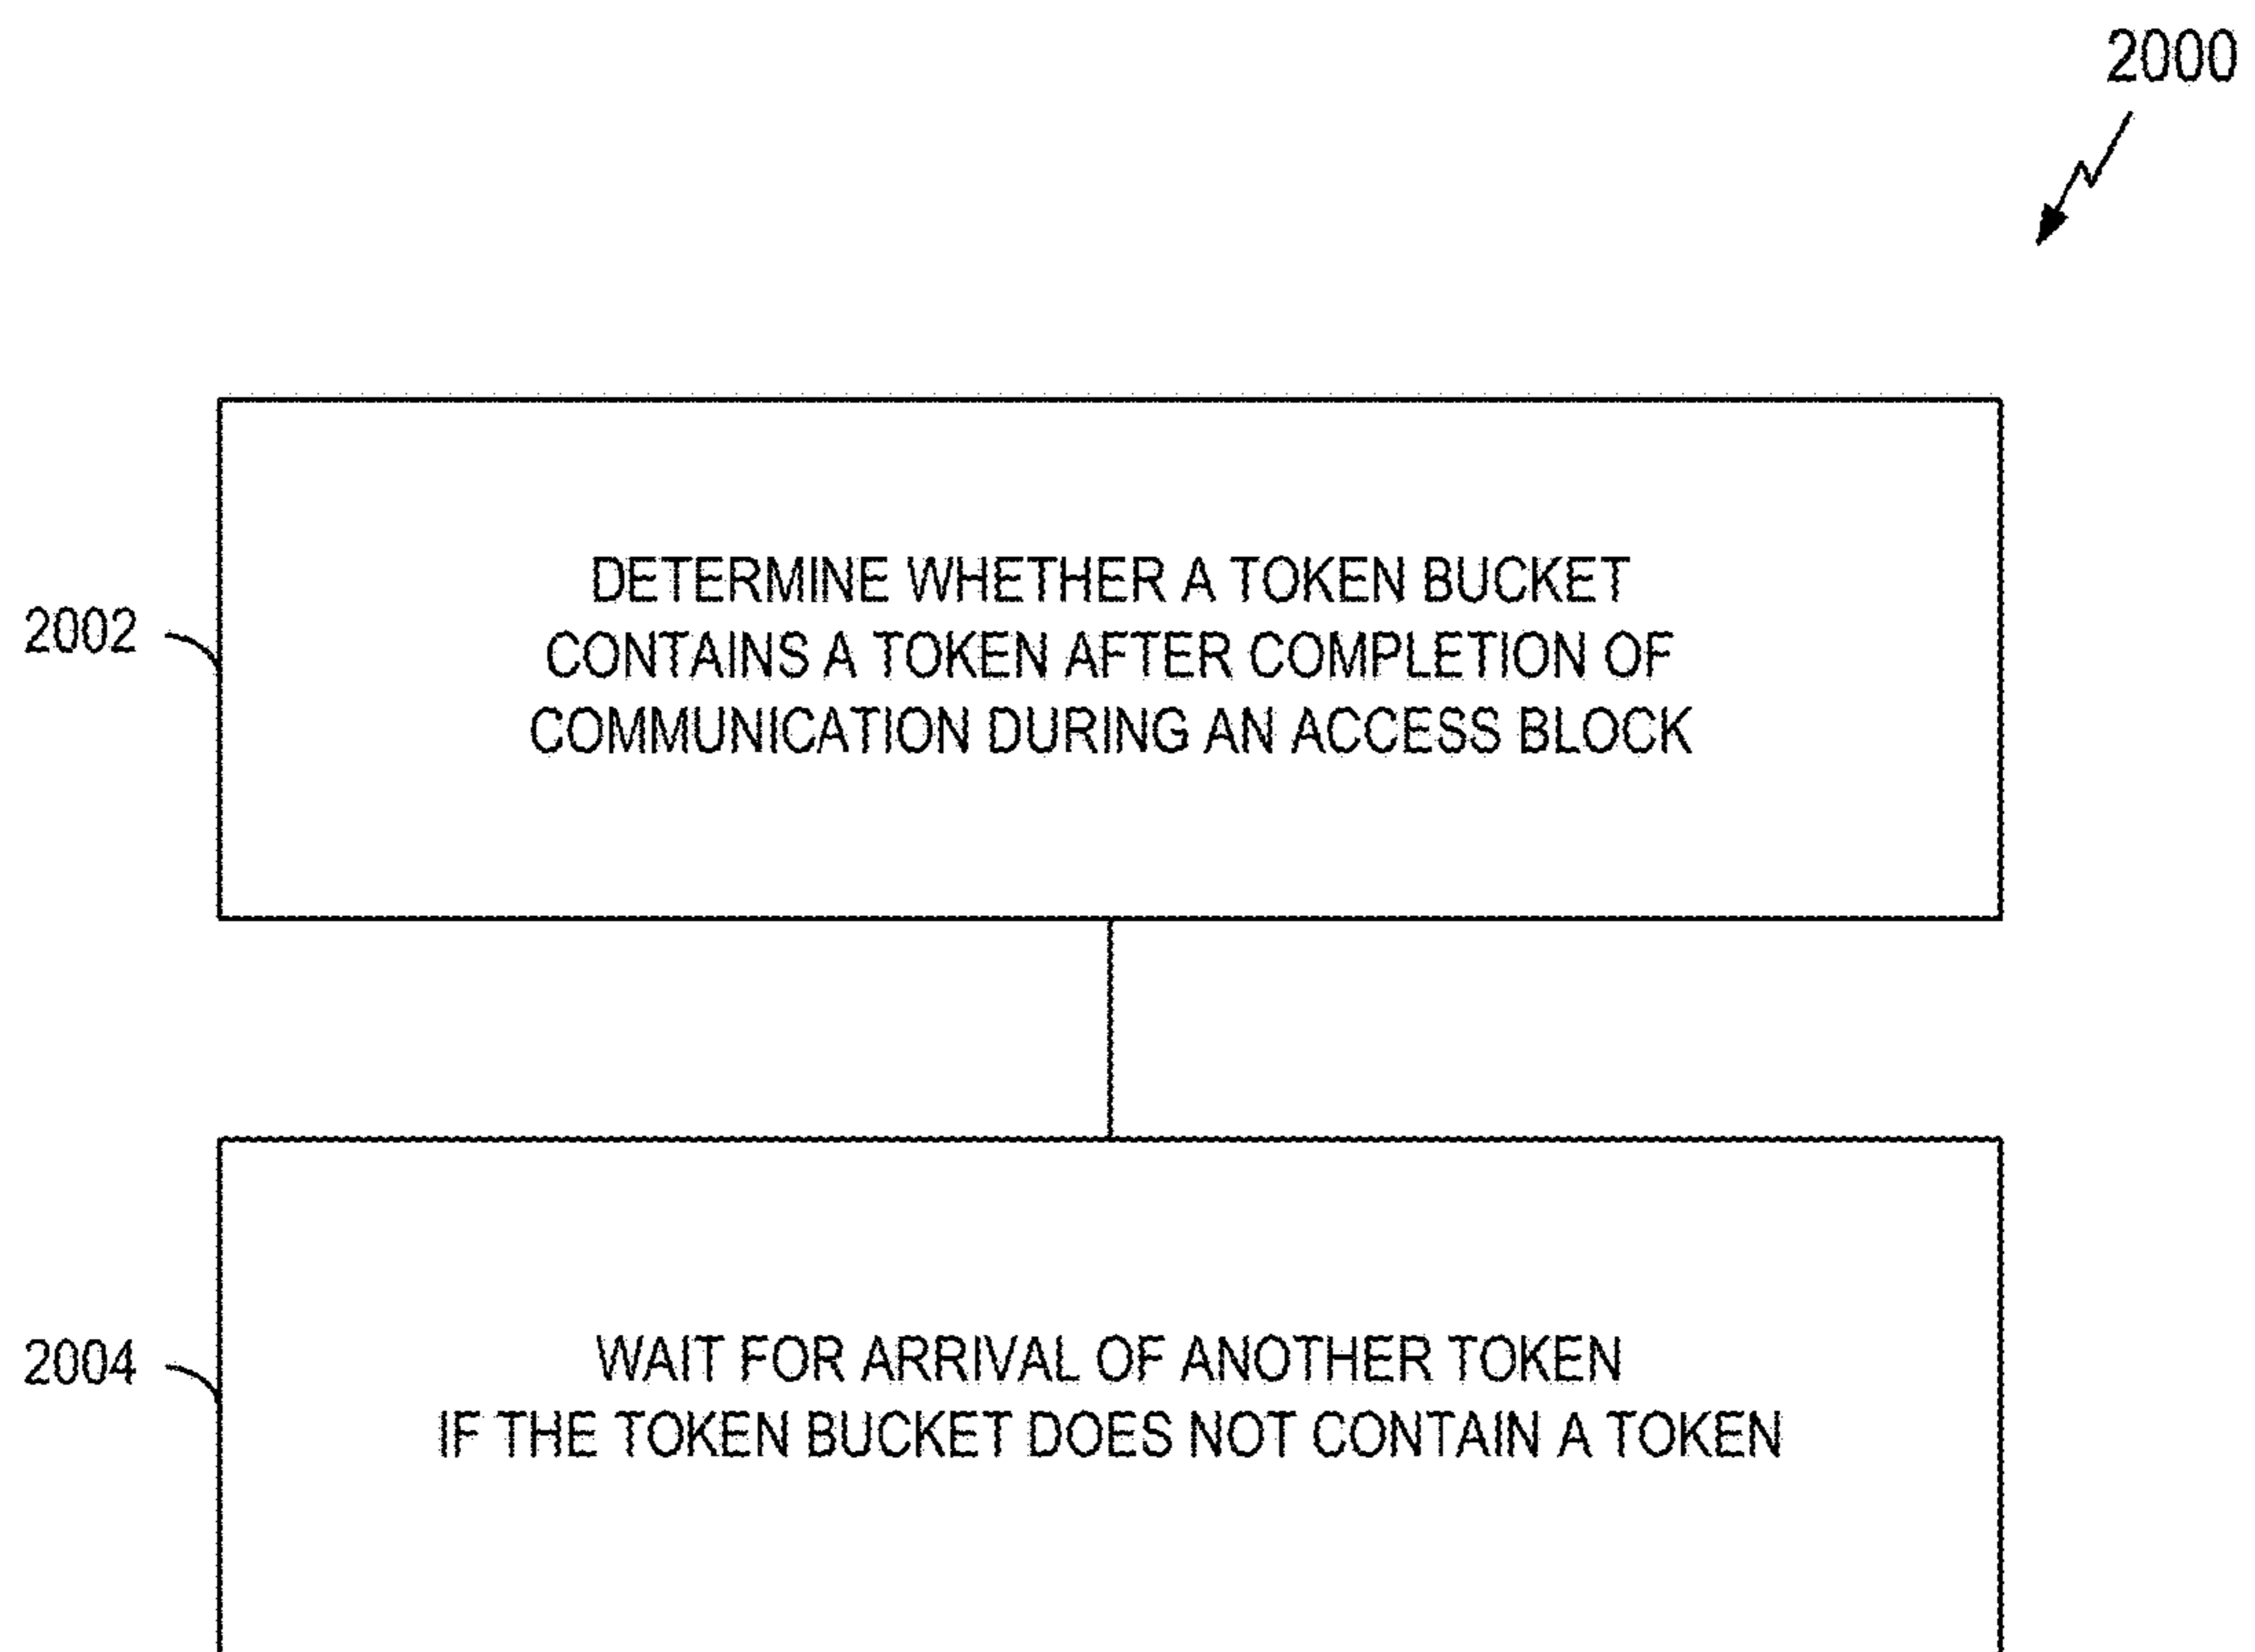 2000
2002
DETERMINE WHETHER A TOKEN BUCKET
CONTAINS A TOKEN AFTER COMPLETION OF
COMMUNICATION DURING AN ACCESS BLOCK
2004
WAIT FOR ARRIVAL OF ANOTHER TOKEN
IF THE TOKEN BUCKET DOES NOT CONTAIN A TOKEN